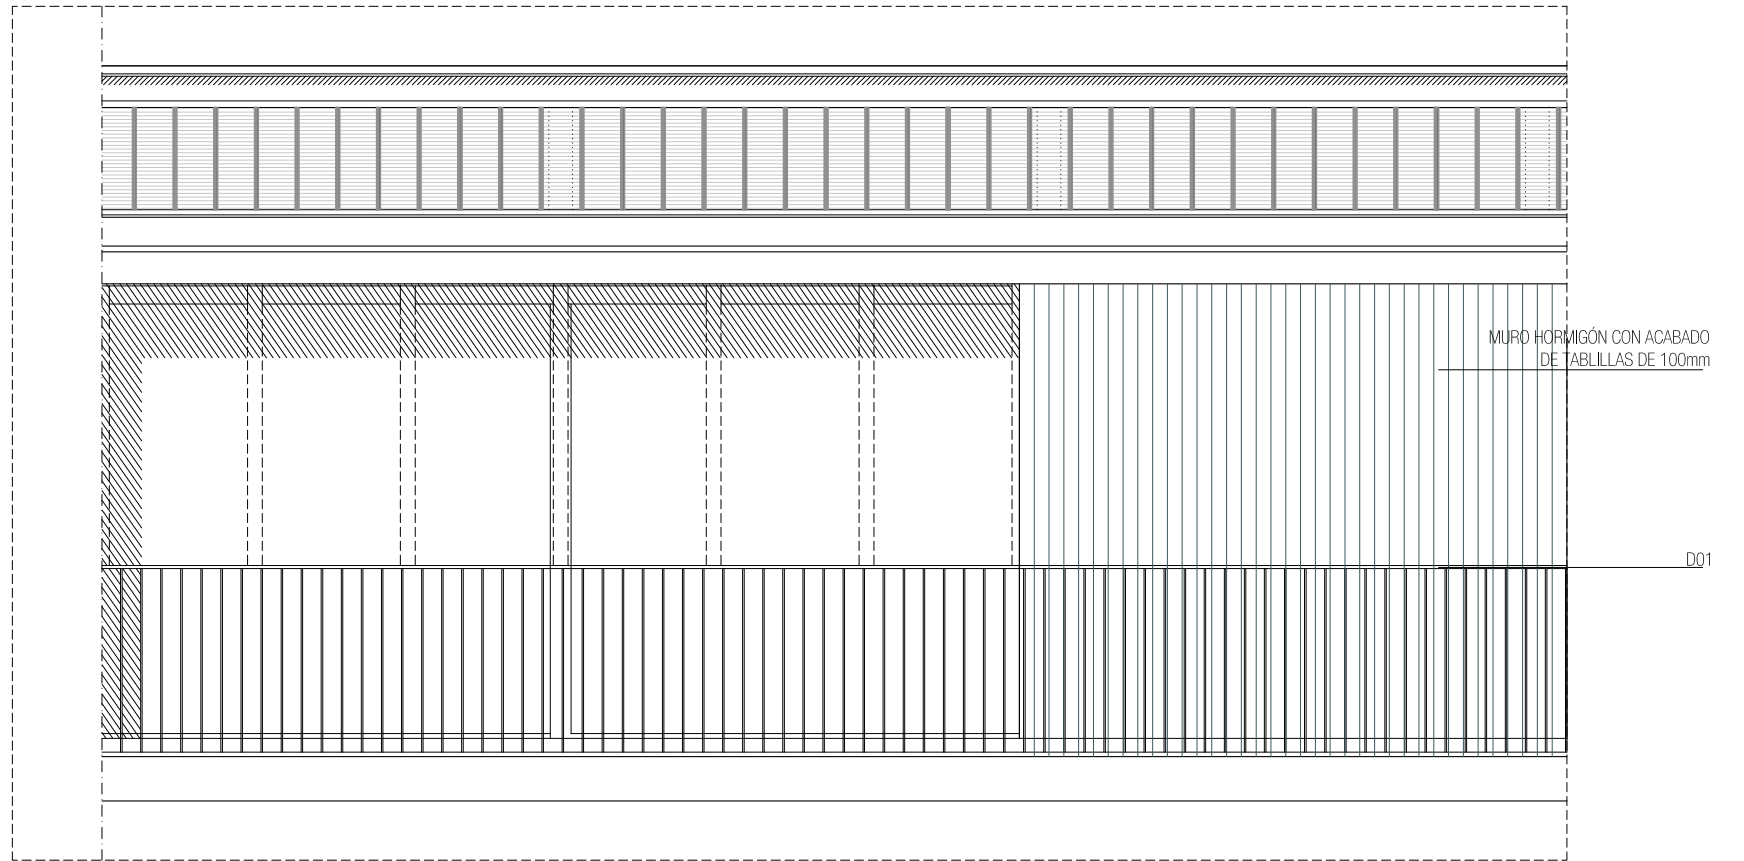 MURO HORMIGÓN CON ACABADO
DE TABLILLAS DE 100mm
D01